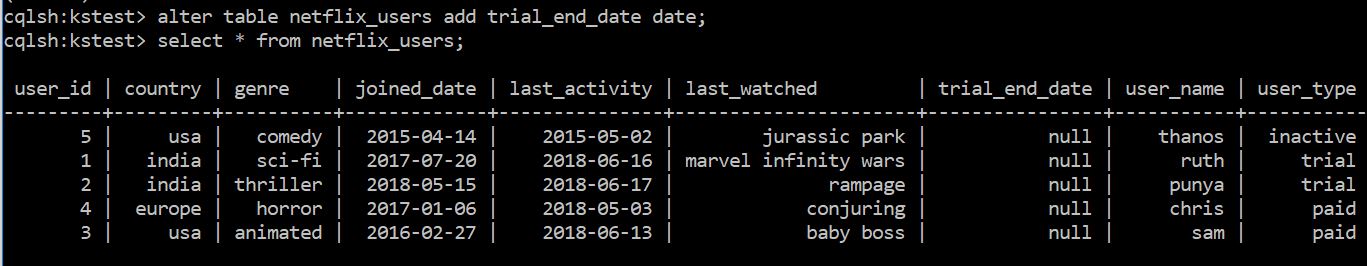 cqlsh:kstest> alter table netflix_users add trial_end_date date;
cqlsh:kstest> select * from netflix_users;
user_id | country | genre | joined_date | last_activity | last_watched | trial_end_date | user_name | user_type
---------+---------+----------+-------------+---------------+----------------------+----------------+-----------+-----------
5 | usa | comedy | 2015-04-14 | 2015-05-02 | jurassic park | null | thanos | inactive
1 | india | sci-fi | 2017-07-20 | 2018-06-16 | marvel infinity wars | null | ruth | trial
2 | india | thriller | 2018-05-15 | 2018-06-17 | rampage | null | punya | trial
4 | europe | horror | 2017-01-06 | 2018-05-03 | conjuring | null | chris | paid
3 | usa | animated | 2016-02-27 | 2018-06-13 | baby boss | null | sam | paid